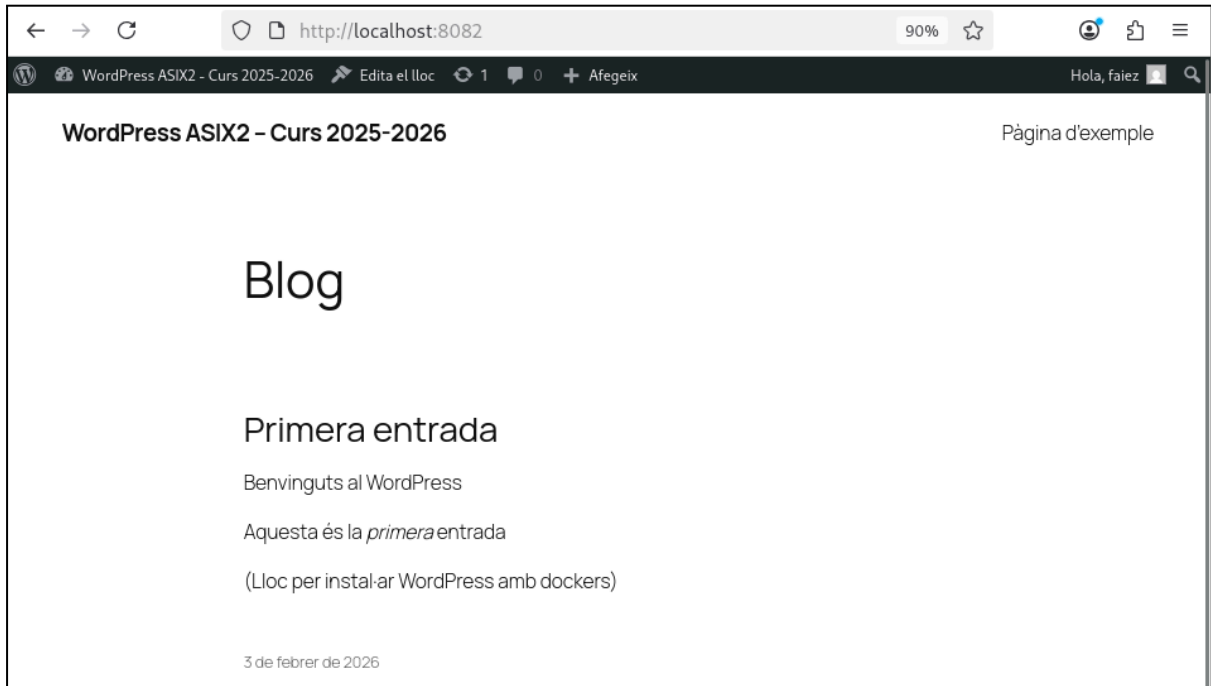 http://localhost:8082 90%
WordPress ASIX2 - Curs 2025-2026 Edita el lloc 1 0 Afegeix Hola, faiez
WordPress ASIX2 – Curs 2025-2026 Pàgina d'exemple
Blog
Primera entrada
Benvinguts al WordPress
Aquesta és la primera entrada
(Lloc per instal·ar WordPress amb dockers)
3 de febrer de 2026